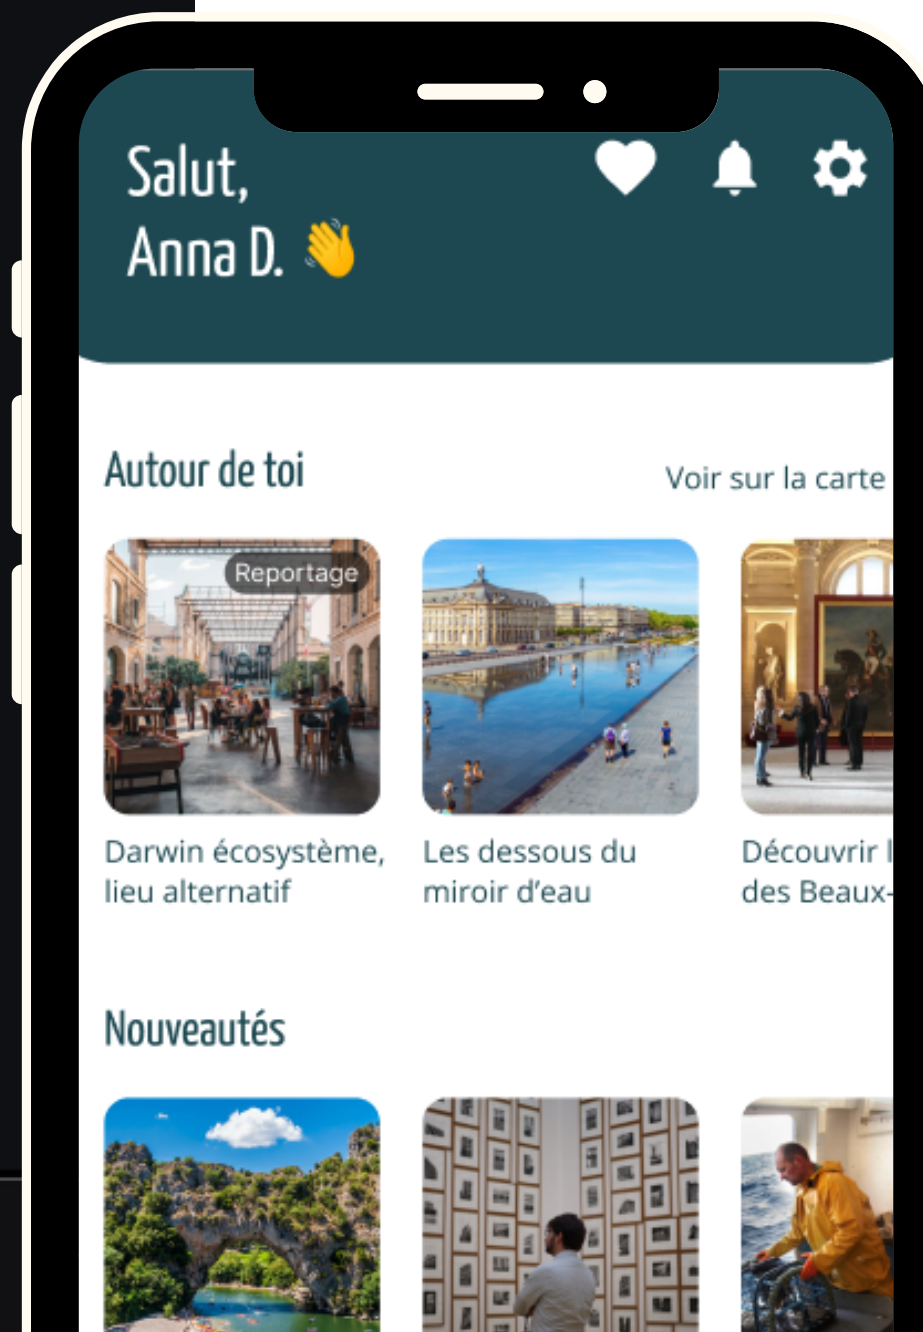 Salut,
Anna D. 👋
Autour de toi
Voir sur la carte
Reportage
Darwin écosystème,
lieu alternatif
Les dessous du
miroir d'eau
Découvrir
des Beaux-
Nouveautés